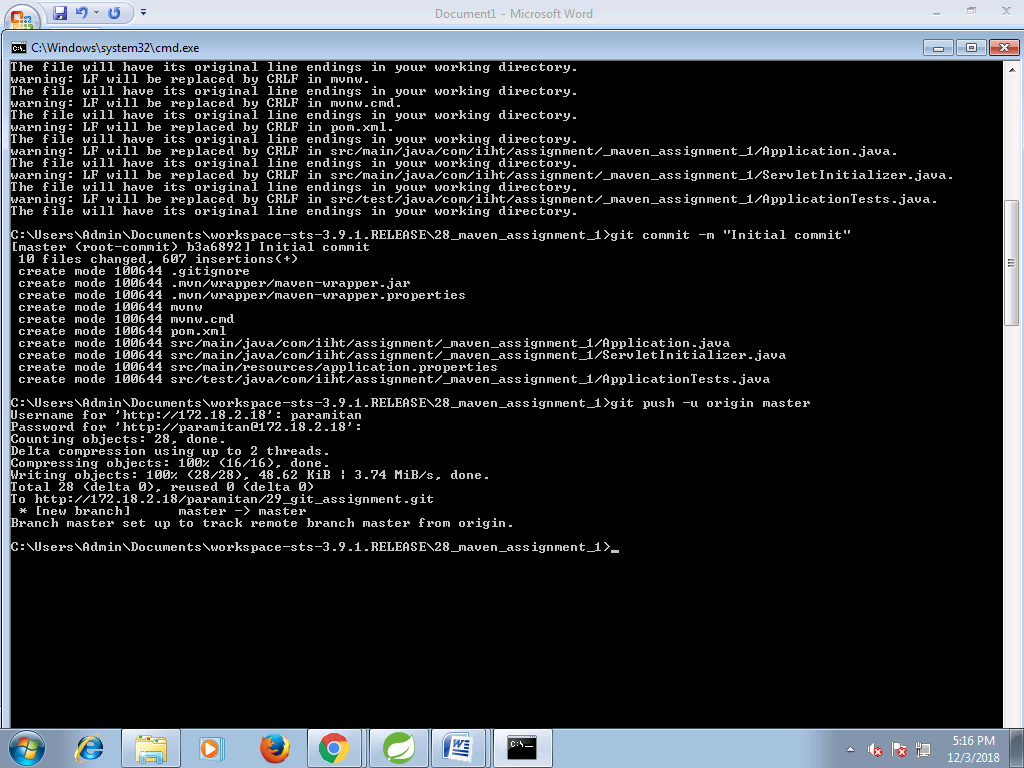 Document1 - Microsoft Word
C:\Windows\system32\cmd.exe
The file will have its original line endings in your working directory.
warning: LF will be replaced by CRLF in mvnw.
The file will have its original line endings in your working directory.
warning: LF will be replaced by CRLF in mvnw.cmd.
The file will have its original line endings in your working directory.
warning: LF will be replaced by CRLF in pom.xml.
The file will have its original line endings in your working directory.
warning: LF will be replaced by CRLF in src/main/java/com/iiht/assignment/_maven_assignment_1/Application.java.
The file will have its original line endings in your working directory.
warning: LF will be replaced by CRLF in src/main/java/com/iiht/assignment/_maven_assignment_1/ServletInitializer.java.
The file will have its original line endings in your working directory.
warning: LF will be replaced by CRLF in src/test/java/com/iiht/assignment/_maven_assignment_1/ApplicationTests.java.
The file will have its original line endings in your working directory.
C:\Users\Admin\Documents\workspace-sts-3.9.1.RELEASE\28_maven_assignment_1>git commit -m "Initial commit"
[master (root-commit) b3a6892] Initial commit
10 files changed, 607 insertions(+)
create mode 100644 .gitignore
create mode 100644 .mvn/wrapper/maven-wrapper.jar
create mode 100644 .mvn/wrapper/maven-wrapper.properties
create mode 100644 mvnw
create mode 100644 mvnw.cmd
create mode 100644 pom.xml
create mode 100644 src/main/java/com/iiht/assignment/_maven_assignment_1/Application.java
create mode 100644 src/main/java/com/iiht/assignment/_maven_assignment_1/ServletInitializer.java
create mode 100644 src/main/resources/application.properties
create mode 100644 src/test/java/com/iiht/assignment/_maven_assignment_1/ApplicationTests.java
C:\Users\Admin\Documents\workspace-sts-3.9.1.RELEASE\28_maven_assignment_1>git push -u origin master
Username for 'http://172.18.2.18': paramitan
Password for 'http://paramitan@172.18.2.18':
Counting objects: 28, done.
Delta compression using up to 2 threads.
Compressing objects: 100% (16/16), done.
Writing objects: 100% (28/28), 48.62 KiB | 3.74 MiB/s, done.
Total 28 (delta 0), reused 0 (delta 0)
To http://172.18.2.18/paramitan/29_git_assignment.git
* [new branch] master -> master
Branch master set up to track remote branch master from origin.
C:\Users\Admin\Documents\workspace-sts-3.9.1.RELEASE\28_maven_assignment_1>_
5:16 PM
12/3/2018